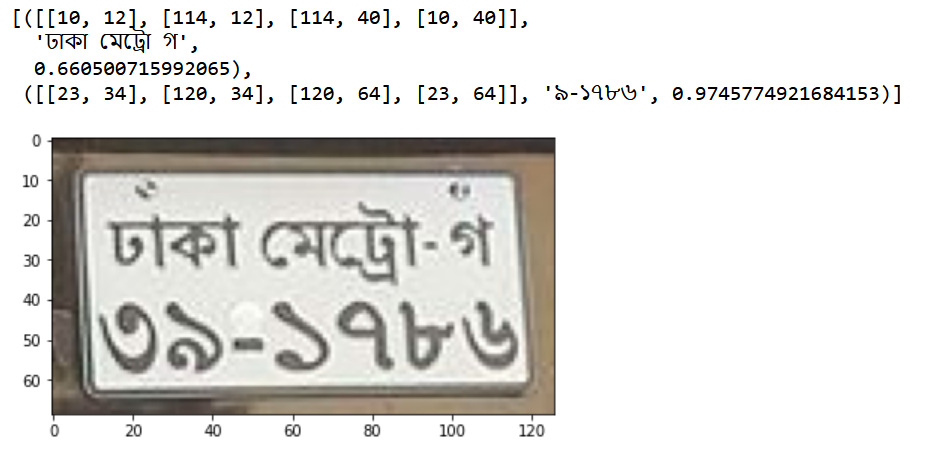 [([[10, 12], [114, 12], [114, 40], [10, 40]],
'ঢাকা মেট্রো গ',
0.660500715992065),
([[23, 34], [120, 34], [120, 64], [23, 64]], '৯-১৭৮৬', 0.9745774921684153)]
0
10
20
30
40
50
60
ঢাকা মেট্রো-গ
৩৯-১৭৮৬
0 20 40 60 80 100 120